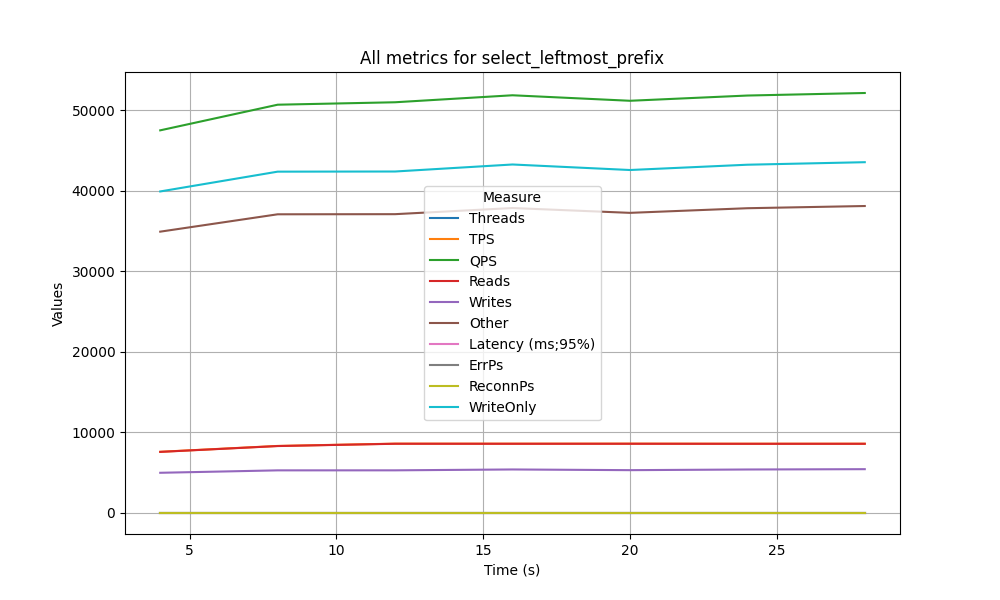 All metrics for select_leftmost_prefix
50000
40000
30000
20000
10000
0
Values
Measure
Threads
TPS
QPS
Reads
Writes
Other
Latency (ms;95%)
ErrPs
ReconnPs
WriteOnly
5
10
15
20
25
Time (s)